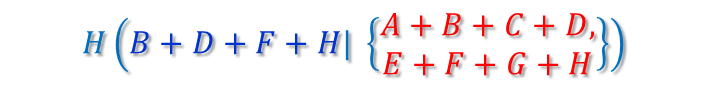 H(B + D + F + H| {A + B + C + D,
E + F + G + H})